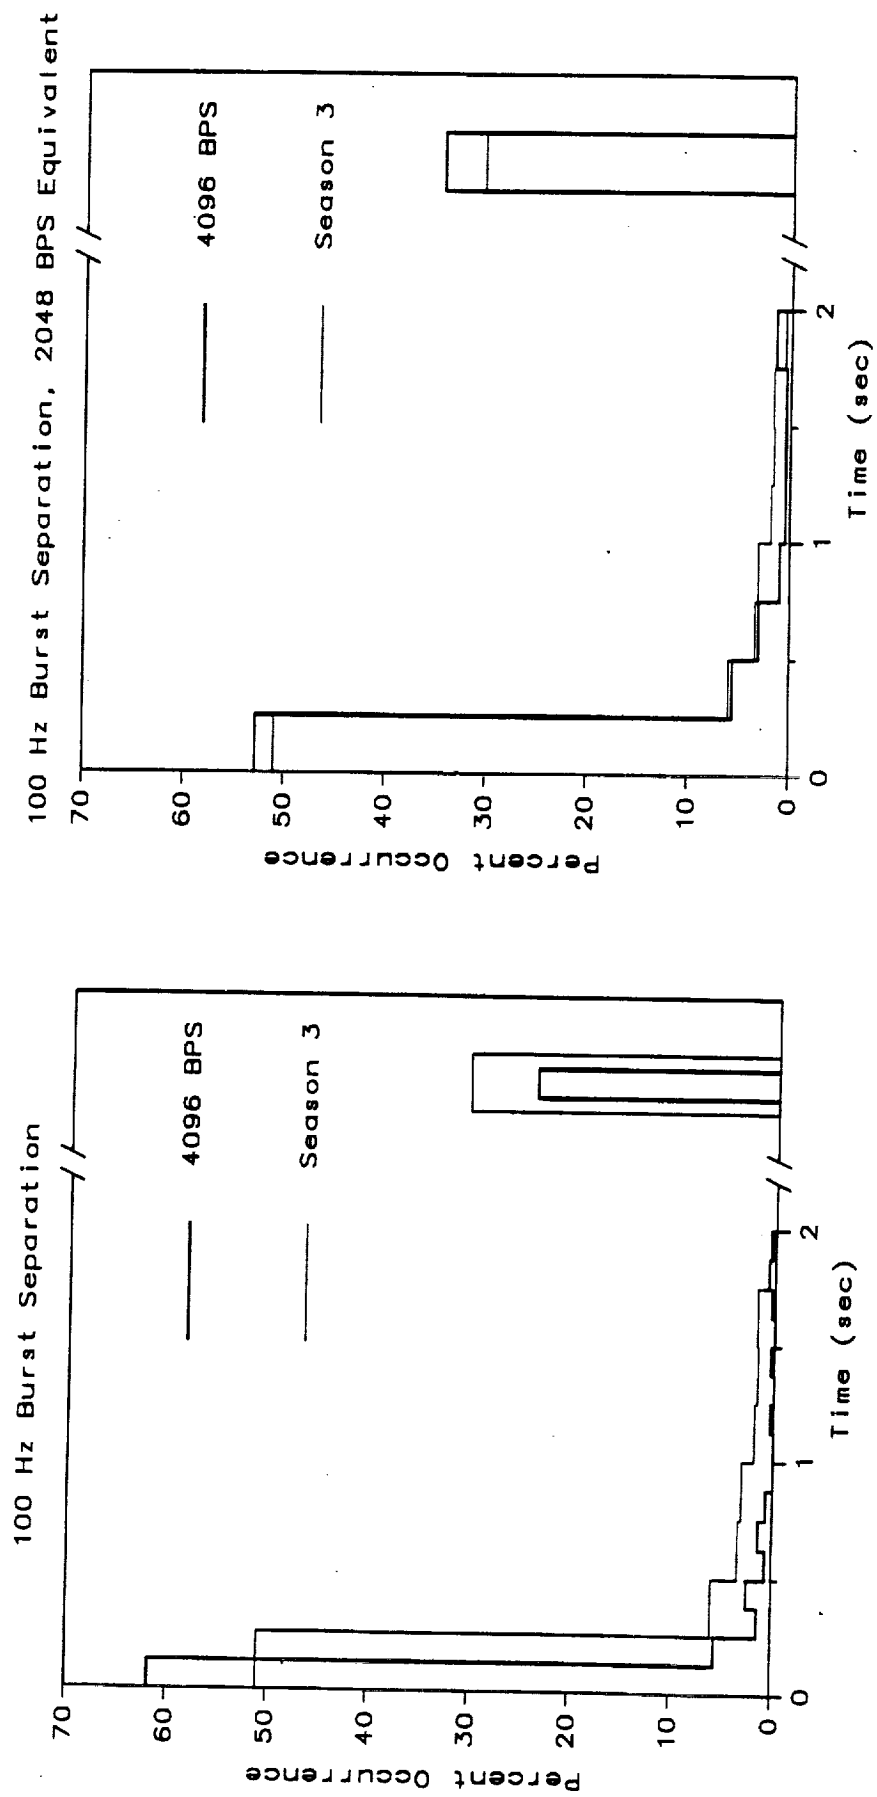 100 Hz Burst Separation
4096 BPS
Season 3
70
60
50
40
30
20
10
0
Percent Occurrence
0
1
2
Time (sec)
100 Hz Burst Separation, 2048 BPS Equivalent
4096 BPS
Season 3
70
60
50
40
30
20
10
0
Percent Occurrence
0
1
2
Time (sec)